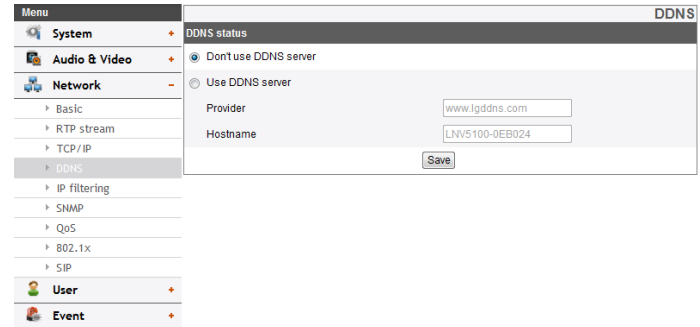 Menu
System +
Audio & Video +
Network -
Basic
RTP stream
TCP/IP
DDNS
IP filtering
SNMP
QoS
802.1x
SIP
User +
Event +
DDNS
DDNS status
Don't use DDNS server
Use DDNS server
Provider www.lgddns.com
Hostname LNV5100-0EB024
Save